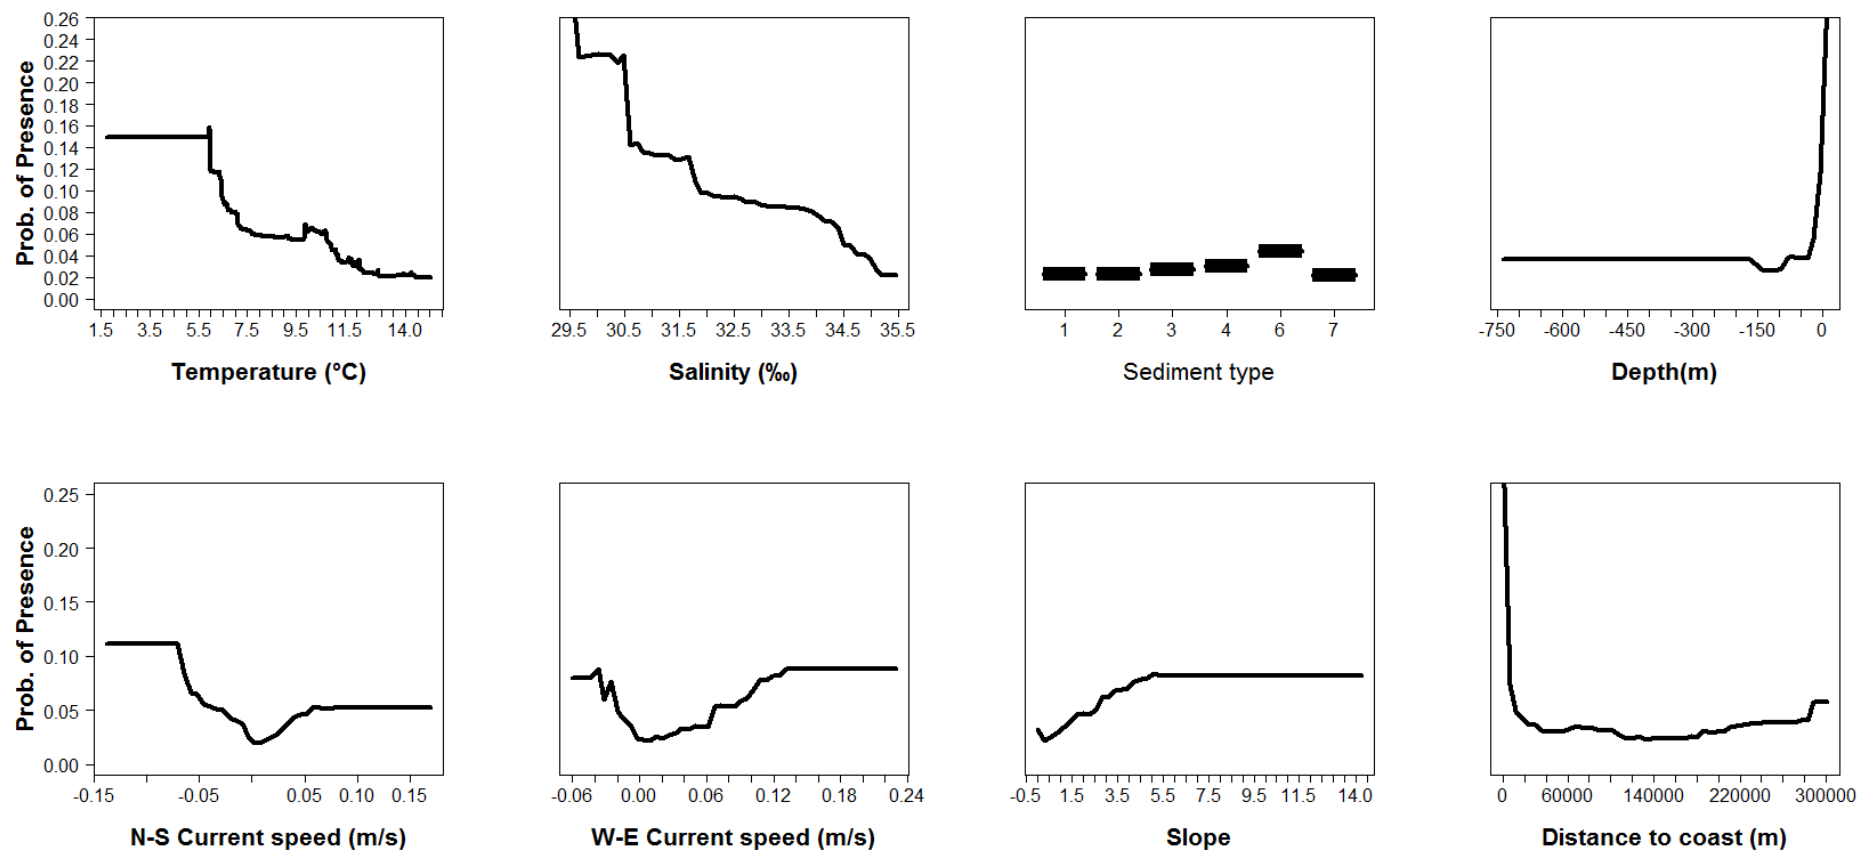 Prob. of Presence
0.26
0.24
0.22
0.20
0.18
0.16
0.14
0.12
0.10
0.08
0.06
0.04
0.02
0.00
1.5 3.5 5.5 7.5 9.5 11.5 14.0
Temperature (°C)
29.5 30.5 31.5 32.5 33.5 34.5 35.5
Salinity (‰)
1 2 3 4 6 7
Sediment type
-750 -600 -450 -300 -150 0
Depth(m)
Prob. of Presence
0.25
0.20
0.15
0.10
0.05
0.00
-0.15 -0.05 0.05 0.10 0.15
N-S Current speed (m/s)
-0.06 0.00 0.06 0.12 0.18 0.24
W-E Current speed (m/s)
-0.5 1.5 3.5 5.5 7.5 9.5 11.5 14.0
Slope
0 60000 140000 220000 300000
Distance to coast (m)